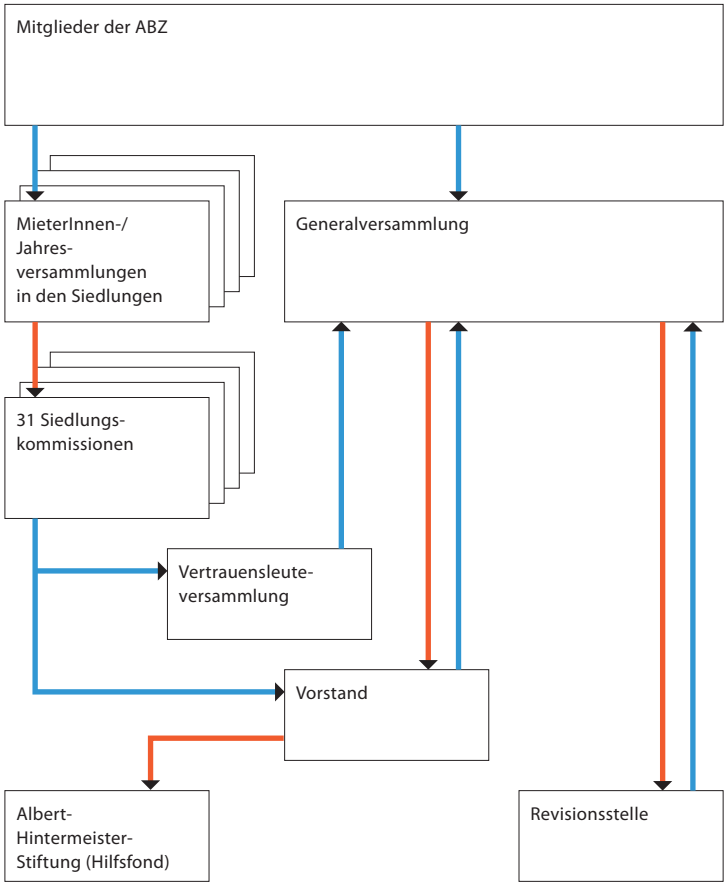 Mitglieder der ABZ
MieterInnen-/
Jahres-
versammlungen
in den Siedlungen
Generalversammlung
31 Siedlungs-
kommissionen
Vertrauensleute-
versammlung
Vorstand
Albert-
Hintermeister-
Stiftung (Hilfsfond)
Revisionsstelle